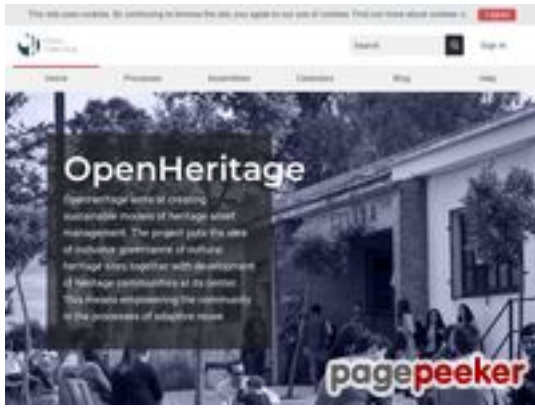 This site uses cookies. By continuing to browse the site, you agree to our use of cookies. Find out more about cookies
Search
Sign In
Home
Processes
Assemblies
Calendars
Blog
Help
OpenHeritage
OpenHeritage aims at creating
sustainable models of heritage asset
management. The project puts the idea
of inclusive governance of cultural
heritage sites together with development
of heritage communities at its center.
This means empowering the community
in the processes of adaptive reuse
pagepeeker